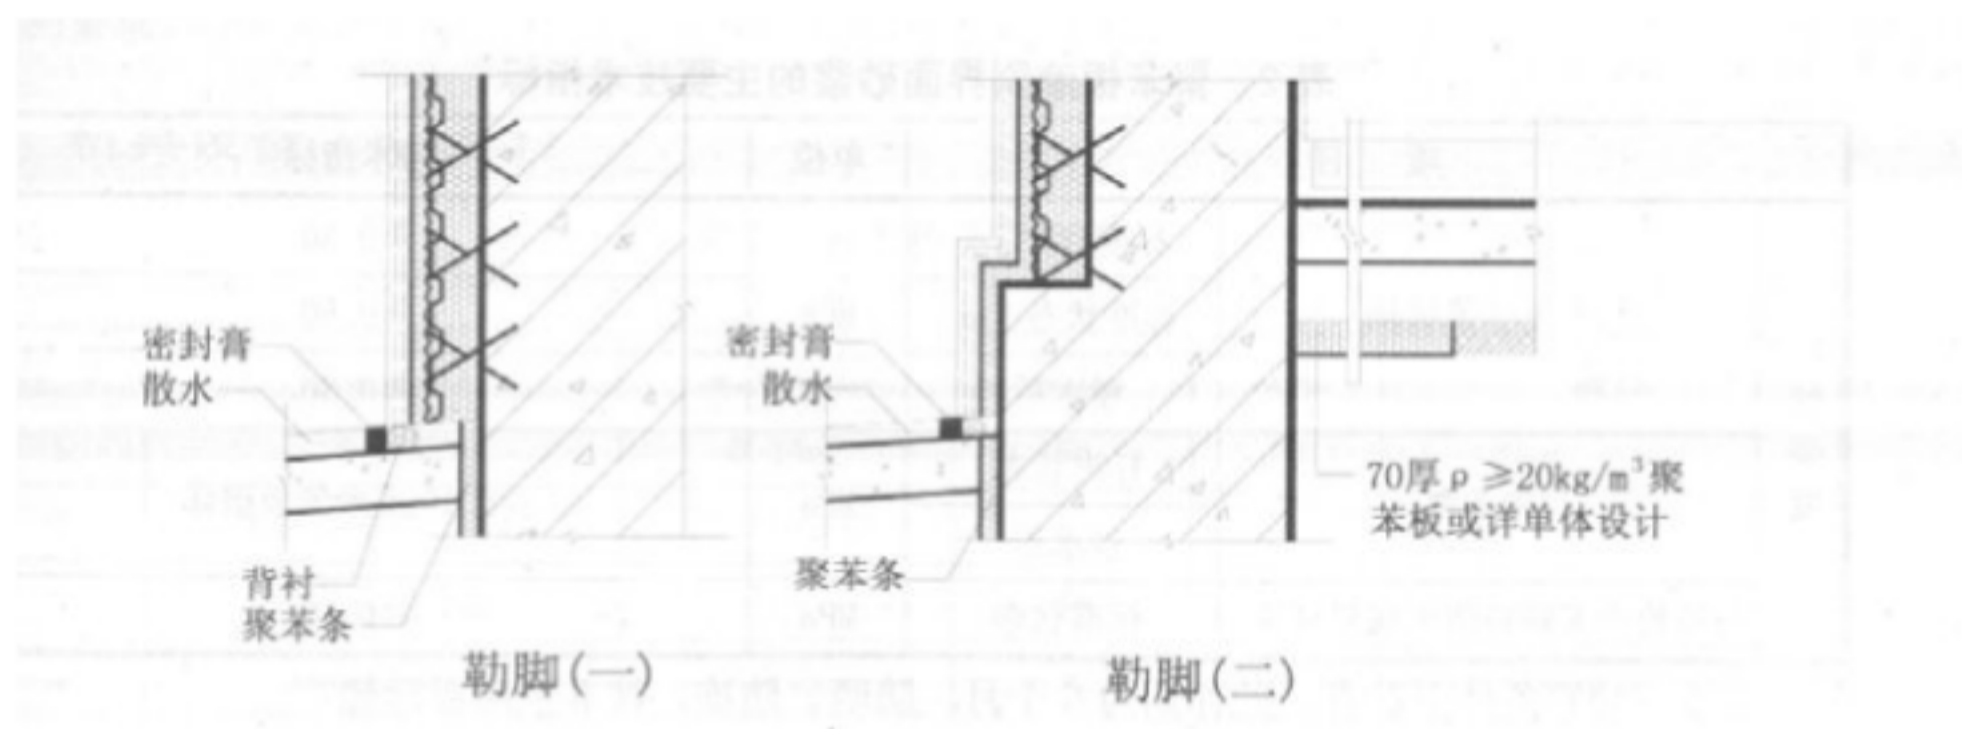 密封膏
散水
背衬
聚苯条
勒脚(一)
密封膏
散水
聚苯条
70厚ρ≥20kg/m³聚
苯板或详单体设计
勒脚(二)